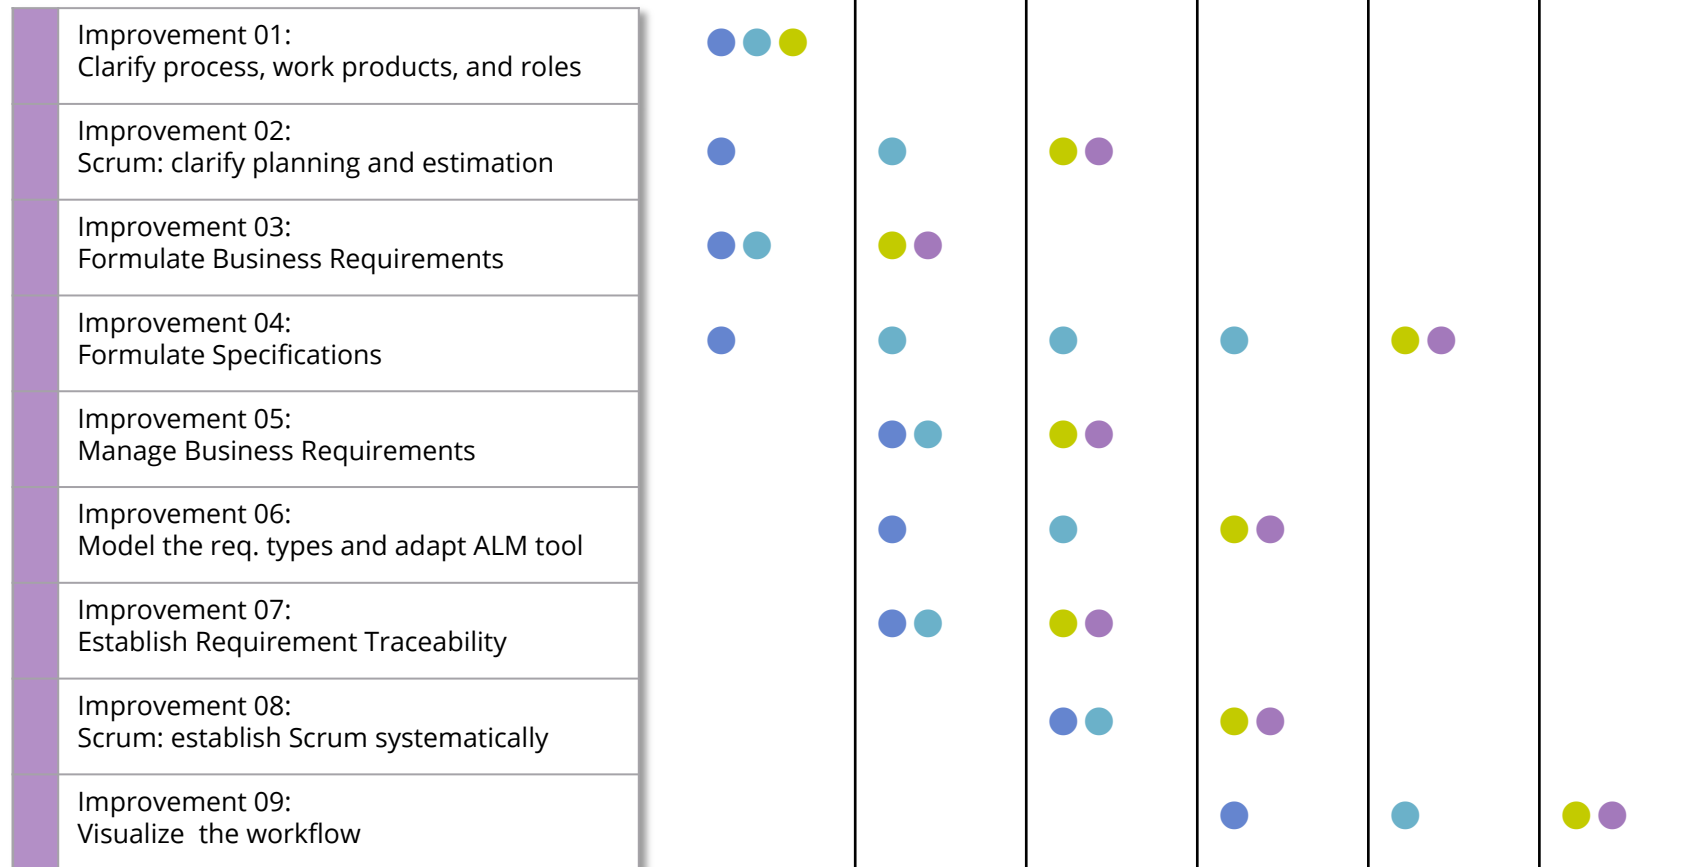 Improvement 01:
Clarify process, work products, and roles
Improvement 02:
Scrum: clarify planning and estimation
Improvement 03:
Formulate Business Requirements
Improvement 04:
Formulate Specifications
Improvement 05:
Manage Business Requirements
Improvement 06:
Model the req. types and adapt ALM tool
Improvement 07:
Establish Requirement Traceability
Improvement 08:
Scrum: establish Scrum systematically
Improvement 09:
Visualize  the workflow